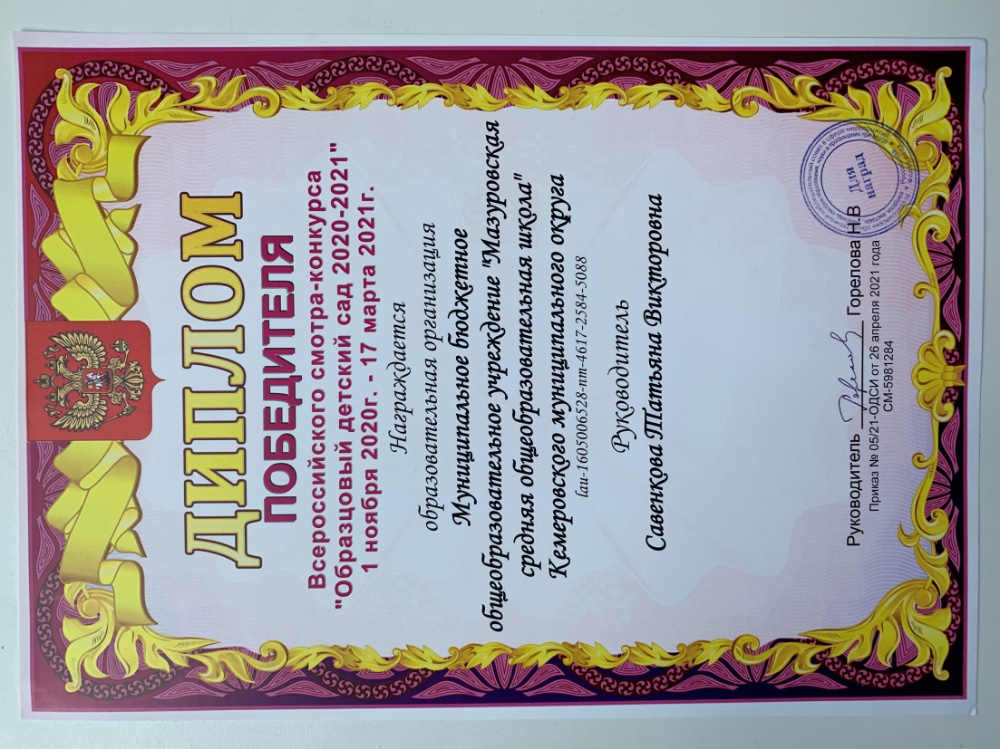 ДИПЛОМ
ПОБЕДИТЕЛЯ
Всероссийского смотра-конкурса
"Образцовый детский сад 2020-2021"
1 ноября 2020г. - 17 марта 2021г.
Награждается
образовательная организация
Муниципальное бюджетное
общеобразовательное учреждение "Мазуровская
средняя общеобразовательная школа"
Кемеровского муниципального округа
lau-1605006528-nm-4617-2584-5088
Руководитель
Савенкова Татьяна Викторовна
Руководитель Горелова Н.В
Приказ № 05/21-ОДСИ от 26 апреля 2021 года
СМ-5981284
Для
наград